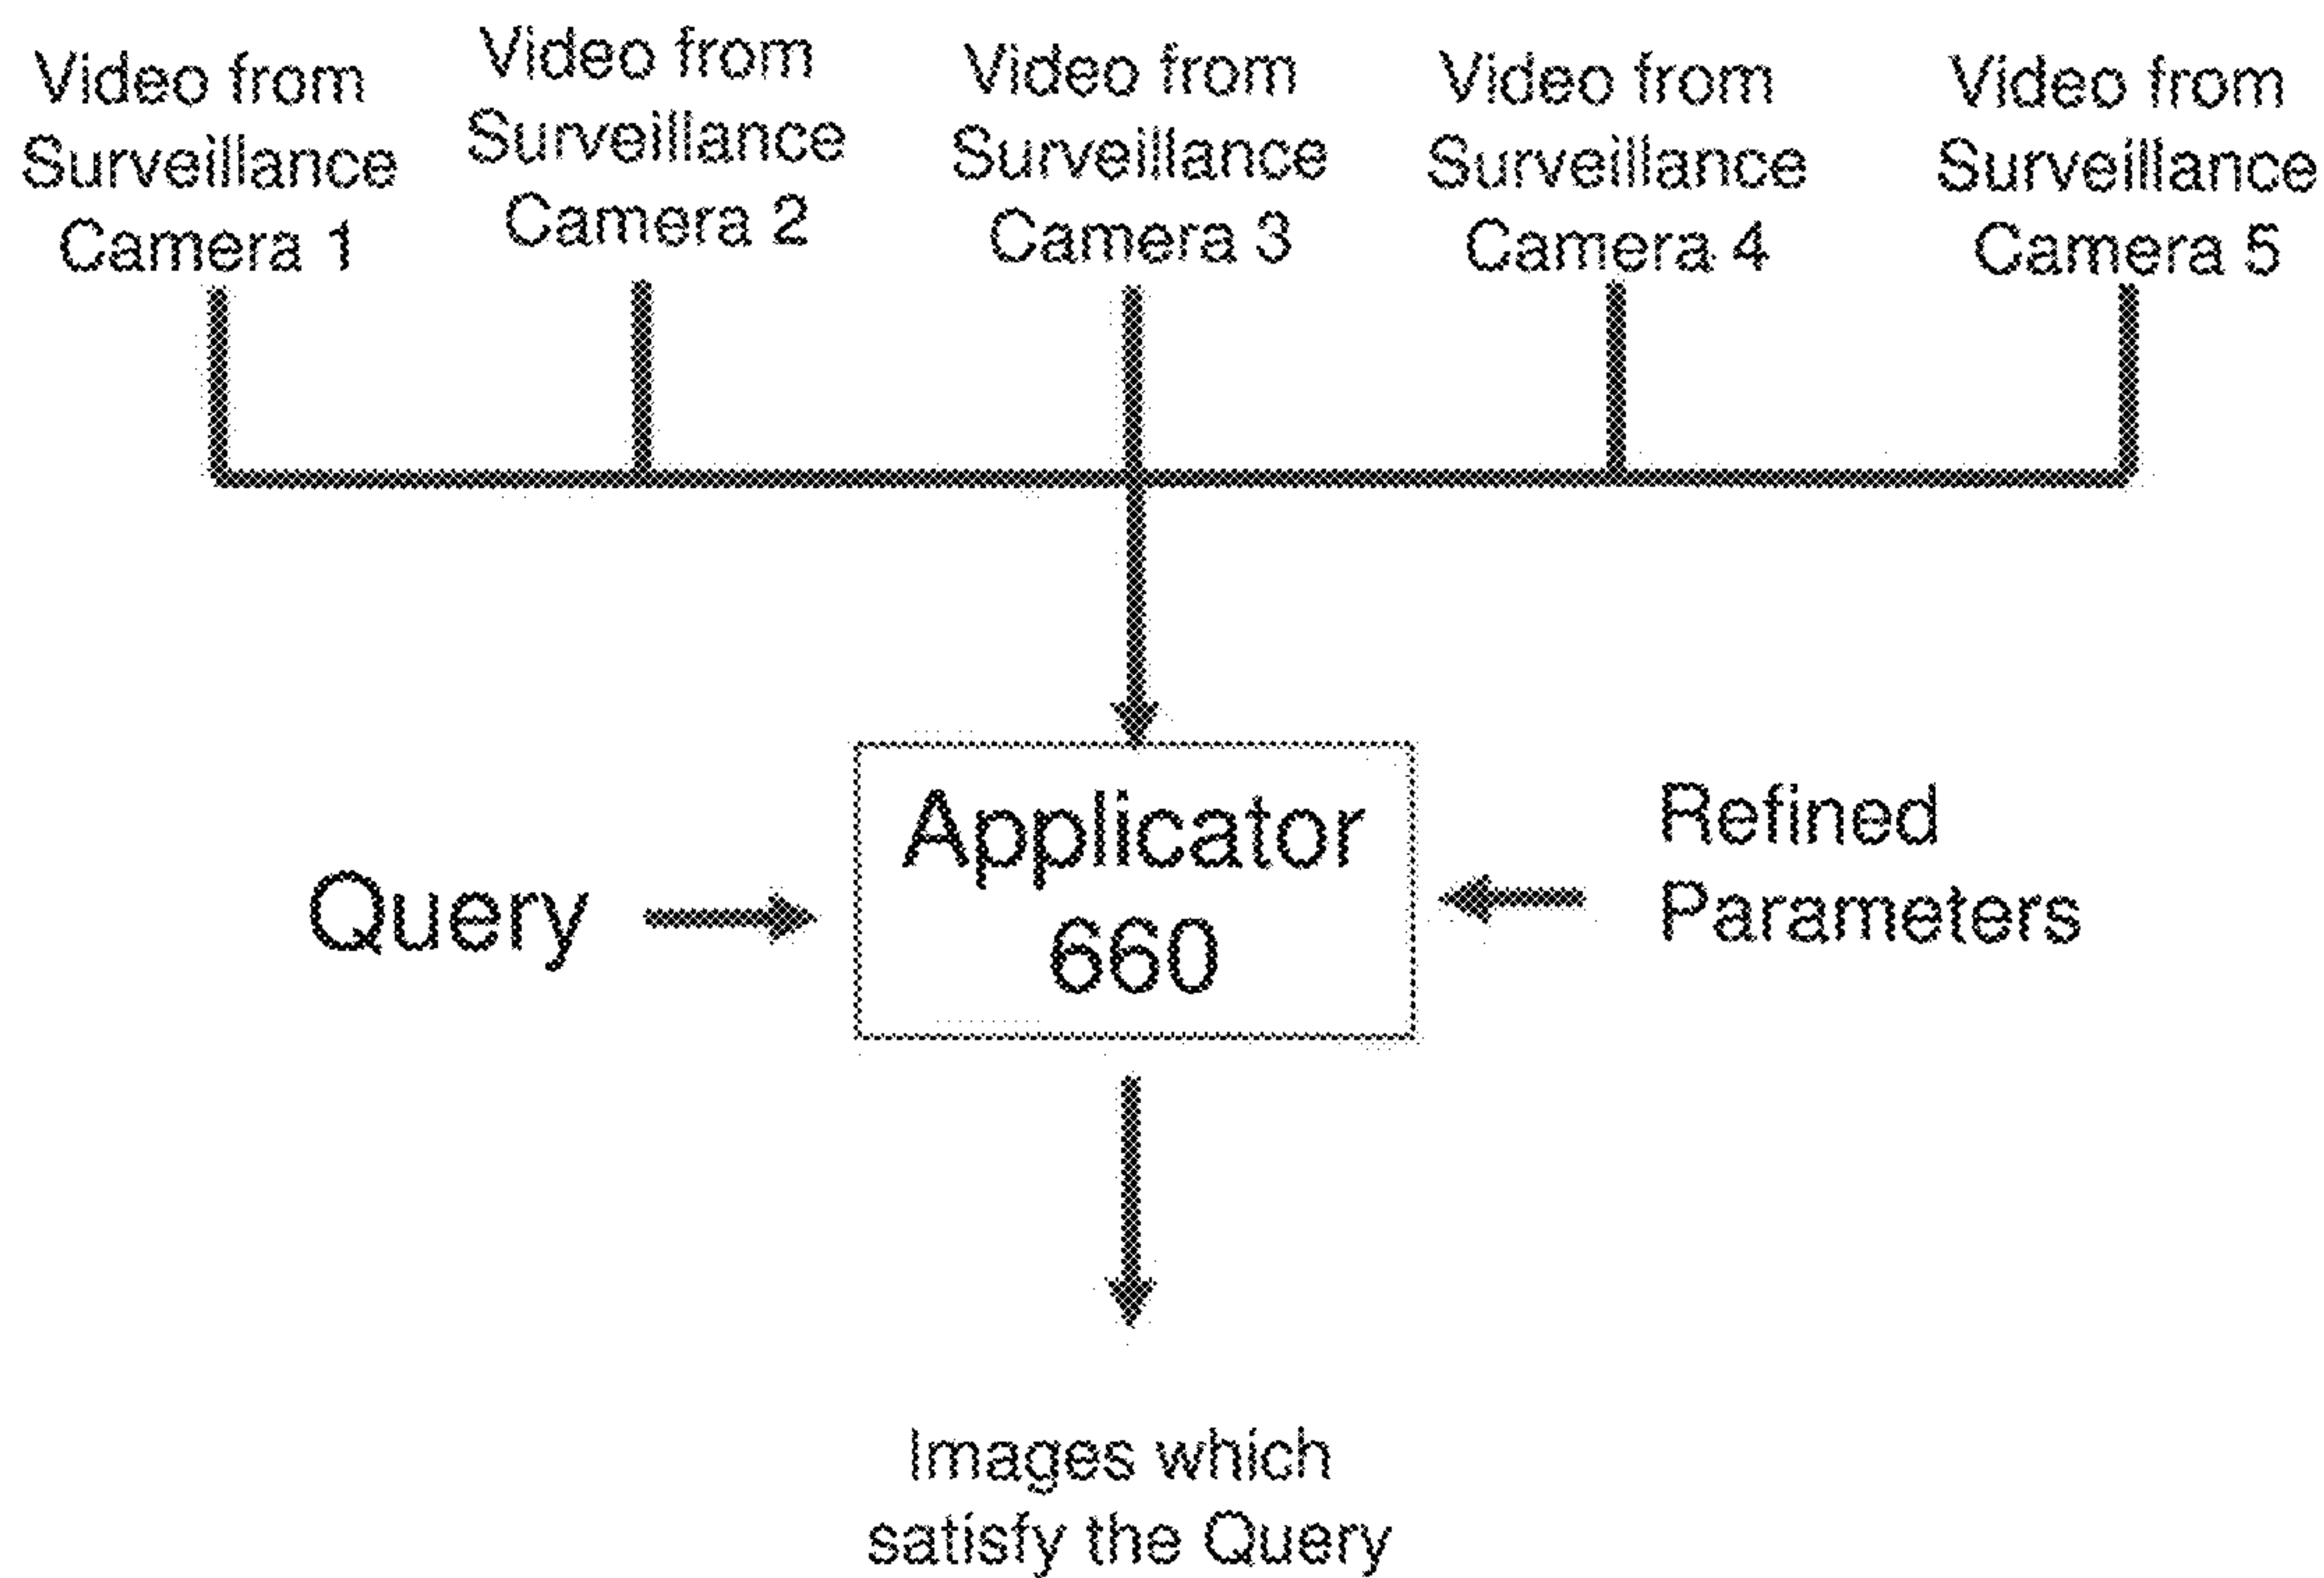 Video from
Surveillance
Camera 1
Video from
Surveillance
Camera 2
Video from
Surveillance
Camera 3
Video from
Surveillance
Camera 4
Video from
Surveillance
Camera 5
Query
Applicator
660
Refined
Parameters
Images which
satisfy the Query